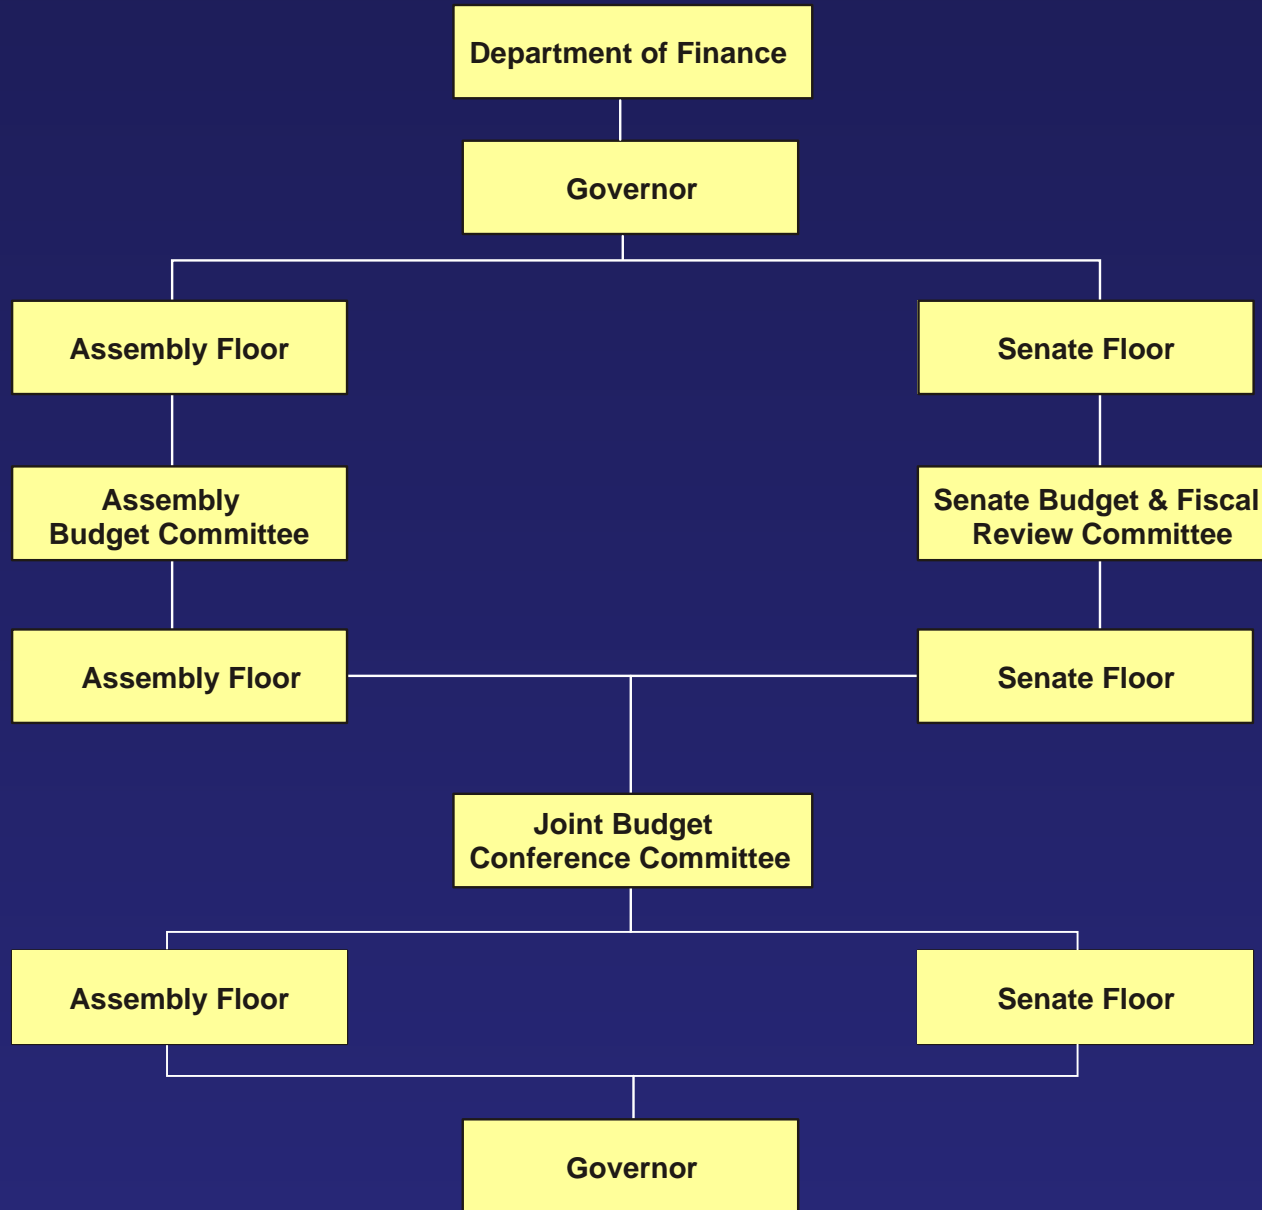 Department of Finance
Governor
Assembly Floor
Senate Floor
Assembly
Budget Committee
Senate Budget & Fiscal
Review Committee
Assembly Floor
Senate Floor
Joint Budget
Conference Committee
Assembly Floor
Senate Floor
Governor